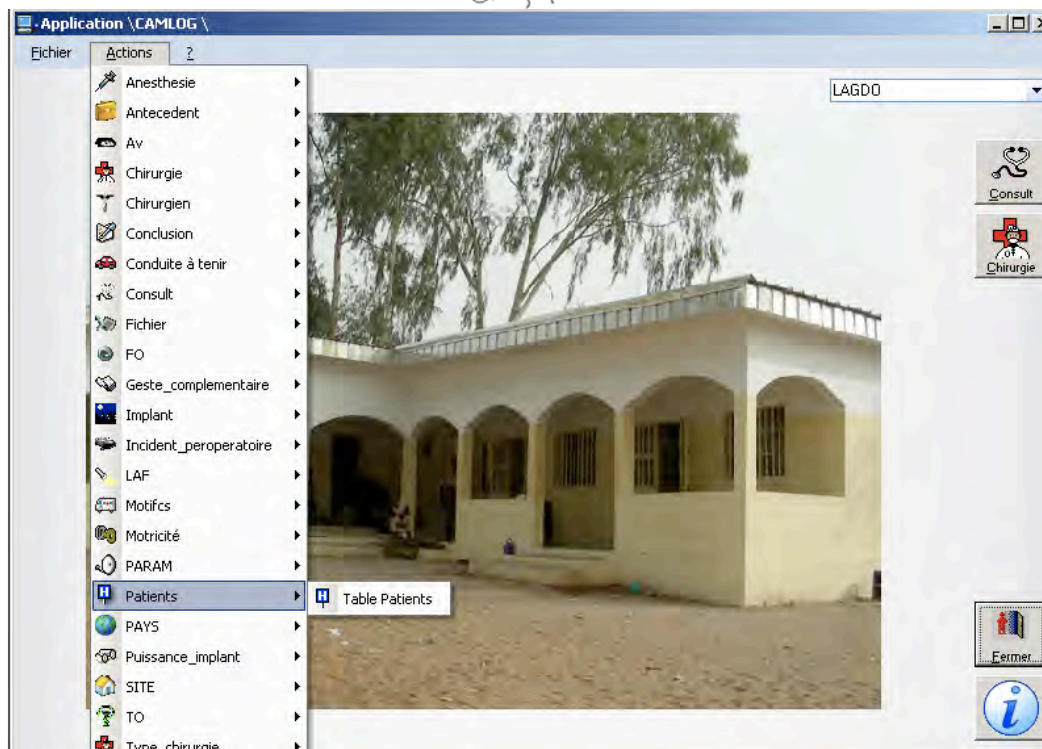 Application \CAMLOG \
Fichier Actions ?
LAGDO
Anesthesie
Antecedent
Av
Chirurgie
Chirurgien
Conclusion
Conduite à tenir
Consult
Fichier
FO
Geste_complementaire
Implant
Incident_peroperatoire
LAF
Motifcs
Motricité
PARAM
Patients
Table Patients
PAYS
Puissance_implant
SITE
TO
Type_chirurgie
Consult
Chirurgie
Fermer